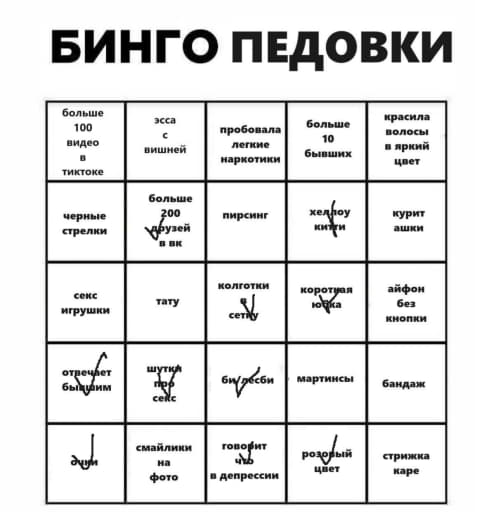 БИНГО ПЕДОВКИ
больше
100
видео
в
тиктоке
эсса
с
вишней
пробовала
легкие
наркотики
больше
10
бывших
красила
волосы
в яркий
цвет
черные
стрелки
больше
200
друзей
в вк
пирсинг
хеллоу
китти
курит
ашки
секс
игрушки
тату
колготки
в
сетку
короткая
юбка
айфон
без
кнопки
отвечает
бывшим
шутки
про
секс
би/лесби
мартинсы
бандаж
очки
смайлики
на
фото
говорит
что
в депрессии
розовый
цвет
стрижка
каре